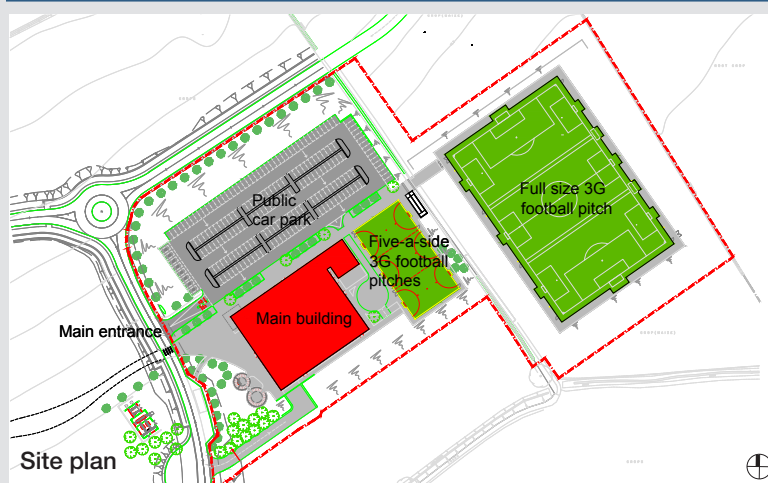 Public
car park
Full size 3G
football pitch
Five-a-side
3G football
pitches
Main building
Main entrance
Site plan